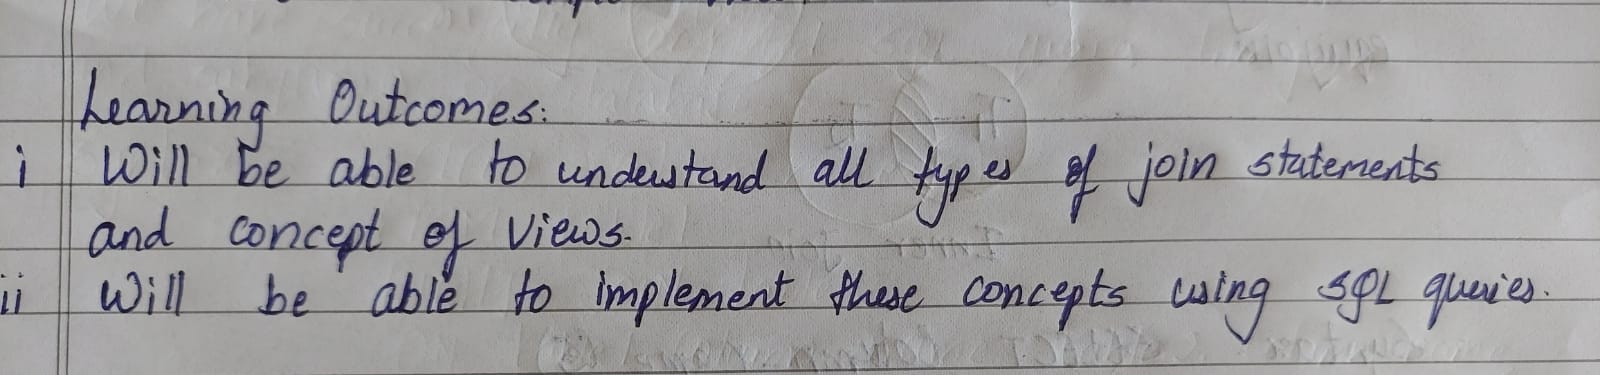 Learning Outcomes:
i Will be able to understand all types of join statements
and concept of Views.
ii Will be able to implement these concepts using SQL queries.